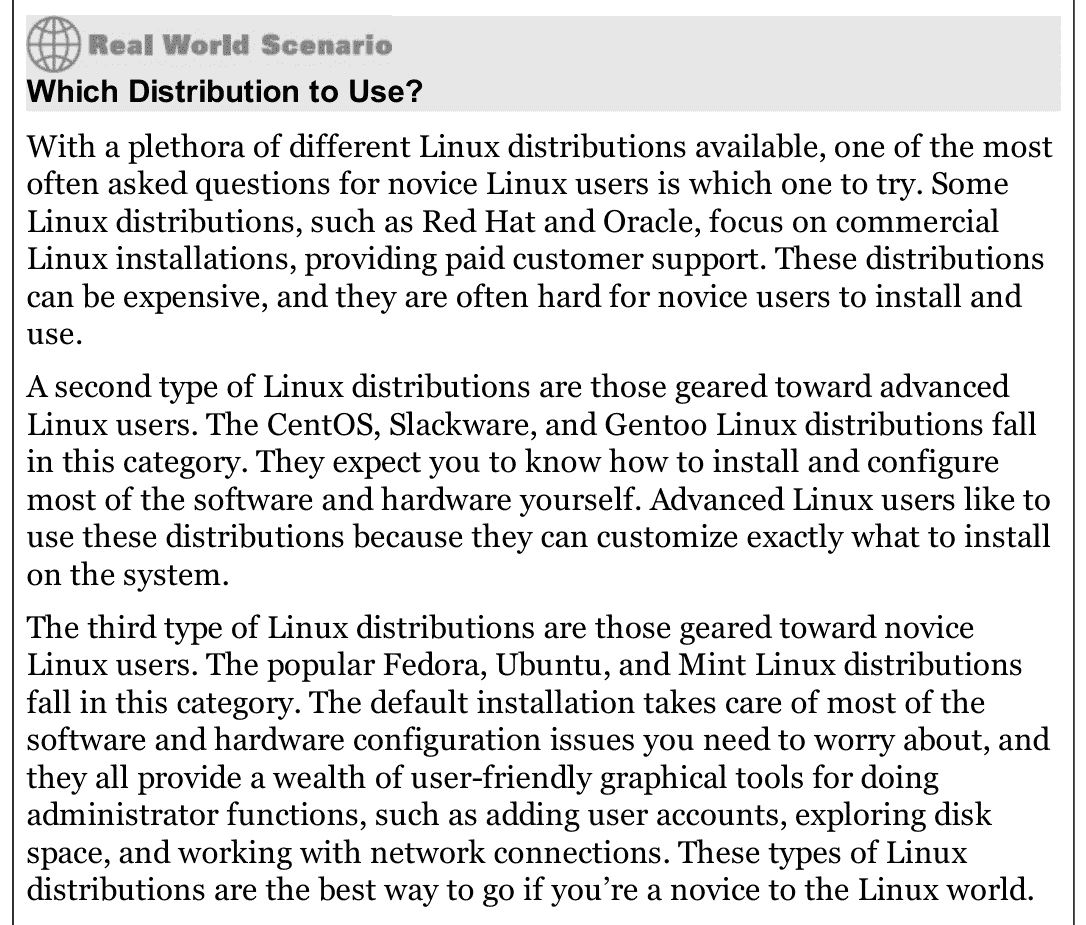 Real World Scenario
Which Distribution to Use?
With a plethora of different Linux distributions available, one of the most
often asked questions for novice Linux users is which one to try. Some
Linux distributions, such as Red Hat and Oracle, focus on commercial
Linux installations, providing paid customer support. These distributions
can be expensive, and they are often hard for novice users to install and
use.
A second type of Linux distributions are those geared toward advanced
Linux users. The CentOS, Slackware, and Gentoo Linux distributions fall
in this category. They expect you to know how to install and configure
most of the software and hardware yourself. Advanced Linux users like to
use these distributions because they can customize exactly what to install
on the system.
The third type of Linux distributions are those geared toward novice
Linux users. The popular Fedora, Ubuntu, and Mint Linux distributions
fall in this category. The default installation takes care of most of the
software and hardware configuration issues you need to worry about, and
they all provide a wealth of user-friendly graphical tools for doing
administrator functions, such as adding user accounts, exploring disk
space, and working with network connections. These types of Linux
distributions are the best way to go if you’re a novice to the Linux world.